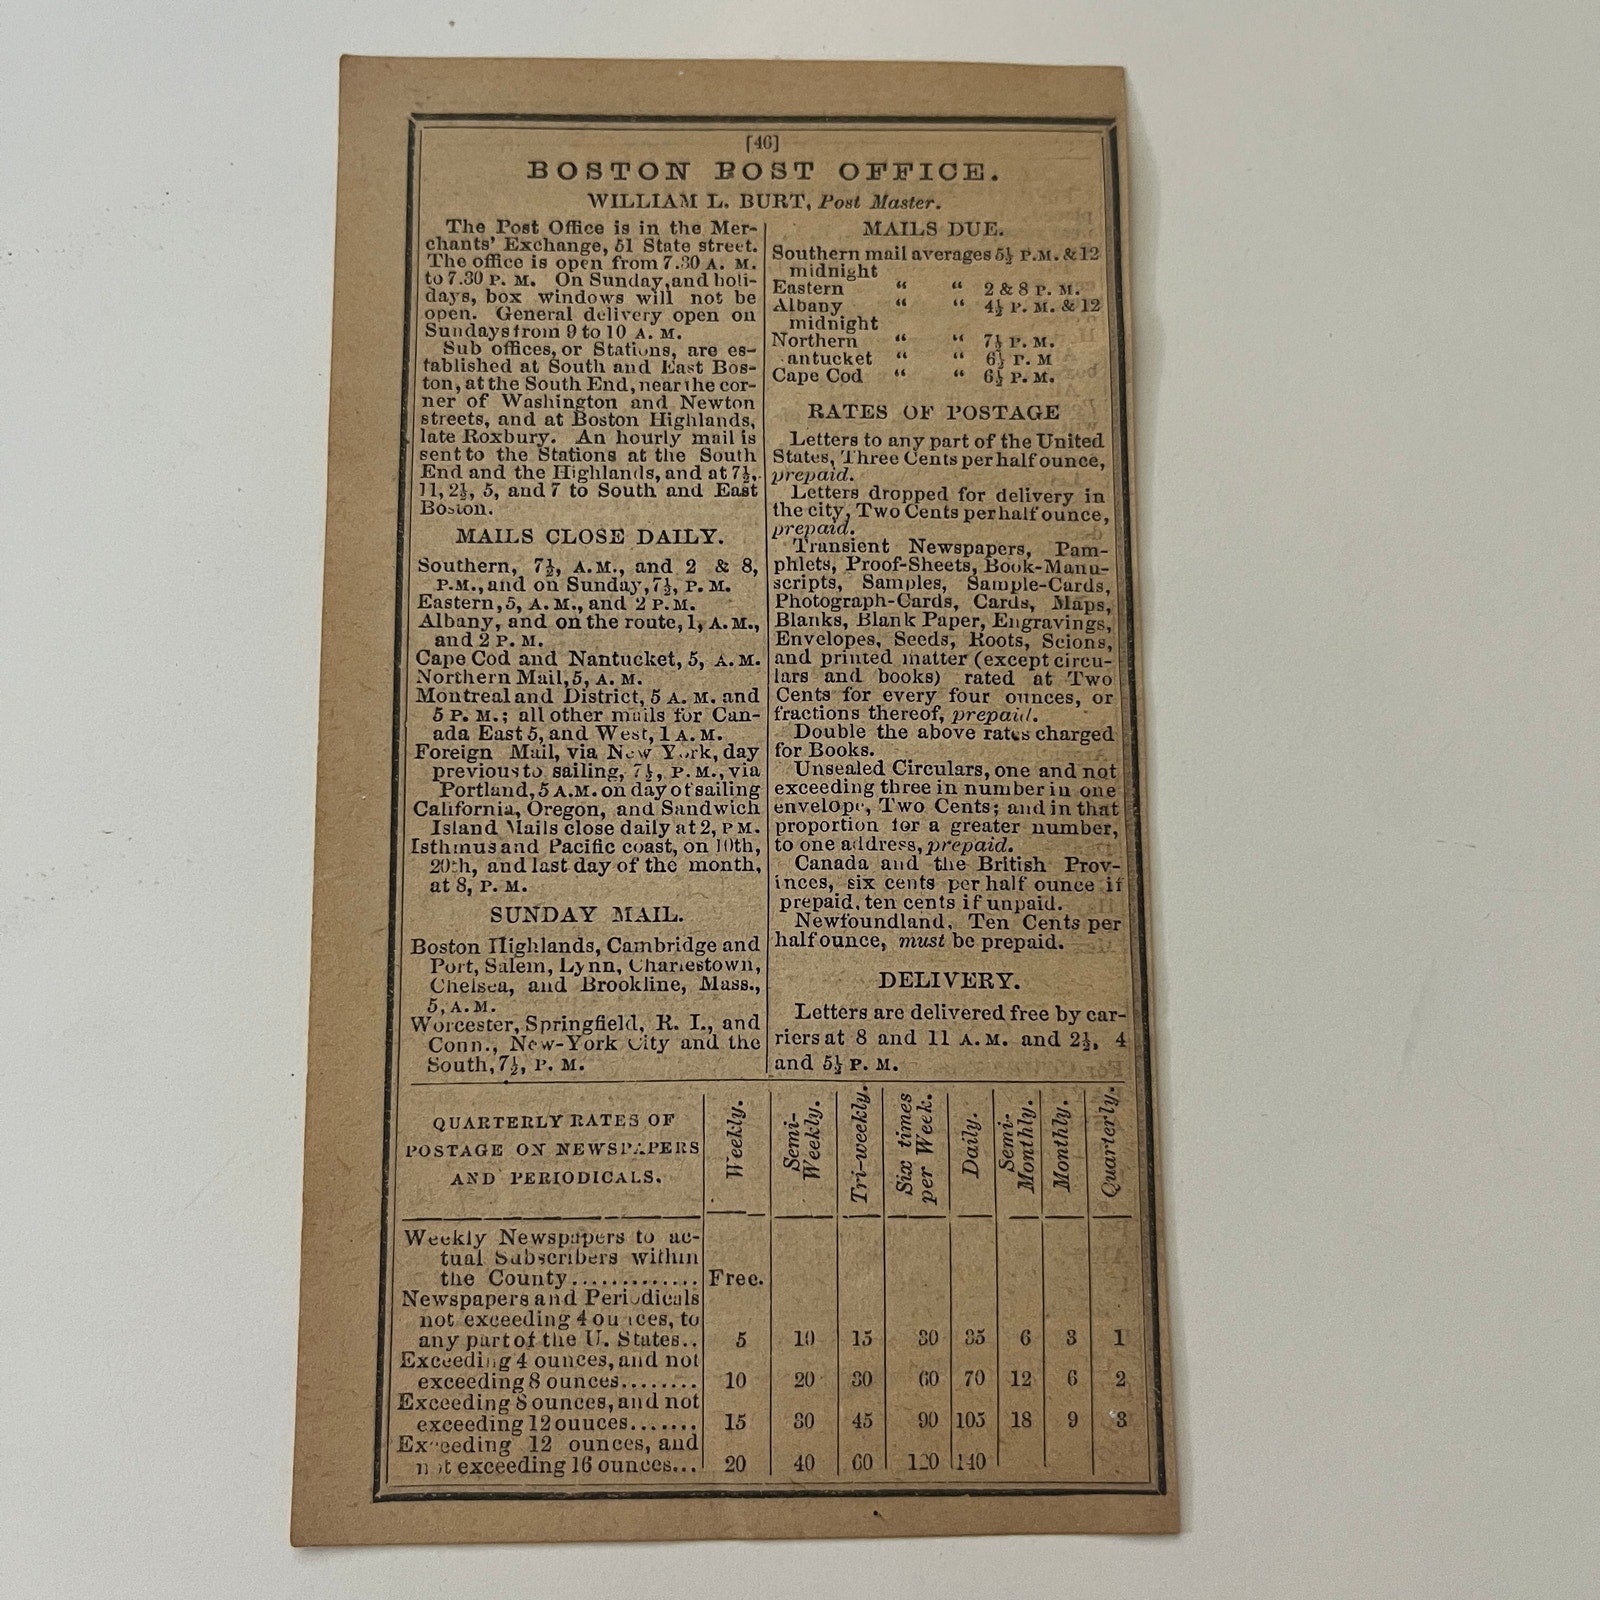 [46]
BOSTON POST OFFICE.
WILLIAM L. BURT, Post Master.
The Post Office is in the Mer-
chants' Exchange, 51 State street.
The office is open from 7.30 A. M.
to 7.30 P. M. On Sunday, and holi-
days, box windows will not be
open. General delivery open on
Sundays from 9 to 10 A. M.
Sub offices, or Stations, are es-
tablished at South and East Bos-
ton, at the South End, near the cor-
ner of Washington and Newton
streets, and at Boston Highlands,
late Roxbury. An hourly mail is
sent to the Stations at the South
End and the Highlands, and at 7½,
11, 2½, 5, and 7 to South and East
Boston.
MAILS CLOSE DAILY.
Southern, 7½, A.M., and 2 & 8,
P.M., and on Sunday, 7½, P. M.
Eastern, 5, A. M., and 2 P. M.
Albany, and on the route, 1, A. M.,
and 2 P. M.
Cape Cod and Nantucket, 5, A. M.
Northern Mail, 5, A. M.
Montreal and District, 5 A. M. and
5 P. M.; all other mails for Can-
ada East 5, and West, 1 A. M.
Foreign Mail, via New York, day
previous to sailing, 7½, P. M., via
Portland, 5 A.M. on day of sailing
California, Oregon, and Sandwich
Island Mails close daily at 2, P M.
Isthmus and Pacific coast, on 10th,
20th, and last day of the month,
at 8, P. M.
SUNDAY MAIL.
Boston Highlands, Cambridge and
Port, Salem, Lynn, Charlestown,
Chelsea, and Brookline, Mass.,
5, A. M.
Worcester, Springfield, R. I., and
Conn., New-York City and the
South, 7½, P. M.
MAILS DUE.
Southern mail averages 5½ P.M. & 12
midnight
Eastern " " 2 & 8 P. M.
Albany " " 4½ P. M. & 12
midnight
Northern " " 7½ P. M.
antucket " " 6½ P. M
Cape Cod " " 6½ P. M.
RATES OF POSTAGE
Letters to any part of the United
States, Three Cents per half ounce,
prepaid.
Letters dropped for delivery in
the city, Two Cents per half ounce,
prepaid.
Transient Newspapers, Pam-
phlets, Proof-Sheets, Book-Manu-
scripts, Samples, Sample-Cards,
Photograph-Cards, Cards, Maps,
Blanks, Blank Paper, Engravings,
Envelopes, Seeds, Roots, Scions,
and printed matter (except circu-
lars and books) rated at Two
Cents for every four ounces, or
fractions thereof, prepaid.
Double the above rates charged
for Books.
Unsealed Circulars, one and not
exceeding three in number in one
envelope, Two Cents; and in that
proportion for a greater number,
to one address, prepaid.
Canada and the British Prov-
inces, six cents per half ounce if
prepaid, ten cents if unpaid.
Newfoundland, Ten Cents per
half ounce, must be prepaid.
DELIVERY.
Letters are delivered free by car-
riers at 8 and 11 A. M. and 2½, 4
and 5½ P. M.
QUARTERLY RATES OF
POSTAGE ON NEWSPAPERS
AND PERIODICALS.
Weekly.
Semi-
Weekly.
Tri-weekly.
Six times
per Week.
Daily.
Semi-
Monthly.
Monthly.
Quarterly.
Weekly Newspapers to ac-
tual Subscribers within
the County............. Free.
Newspapers and Periodicals
not exceeding 4 ounces, to
any part of the U. States.. 5 10 15 30 35 6 3 1
Exceeding 4 ounces, and not
exceeding 8 ounces........ 10 20 30 60 70 12 6 2
Exceeding 8 ounces, and not
exceeding 12 ounces....... 15 30 45 90 105 18 9 3
Exceeding 12 ounces, and
not exceeding 16 ounces... 20 40 60 120 140